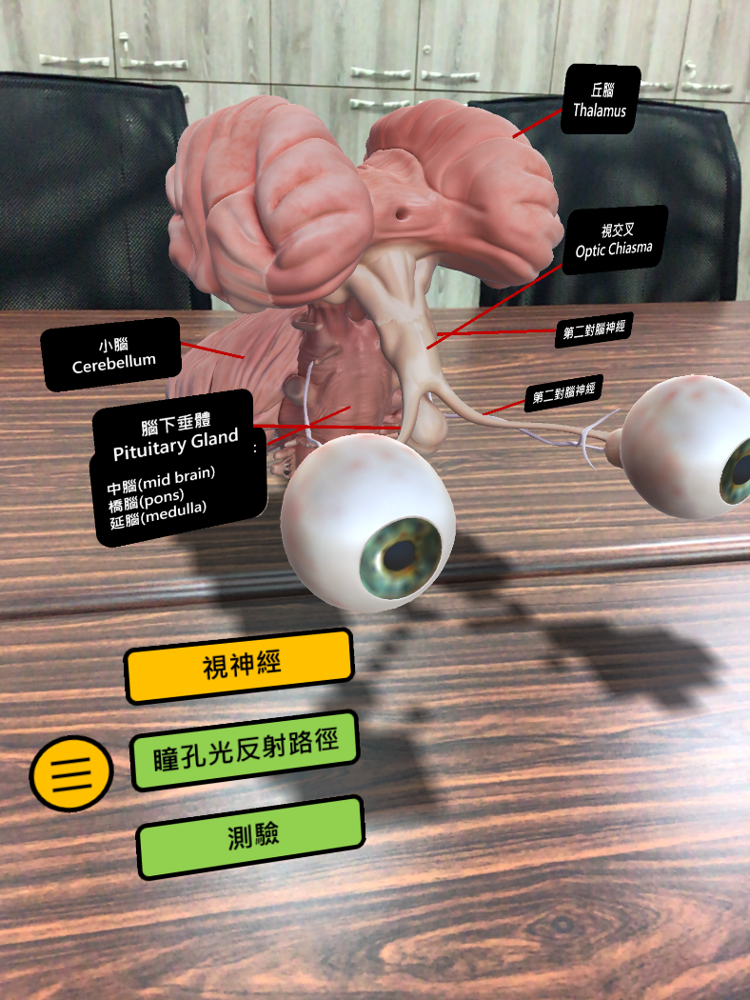 丘腦
Thalamus
視交叉
Optic Chiasma
第二對腦神經
小腦
Cerebellum
第二對腦神經
腦下垂體
Pituitary Gland
:
中腦(mid brain)
橋腦(pons)
延腦(medulla)
視神經
瞳孔光反射路徑
測驗